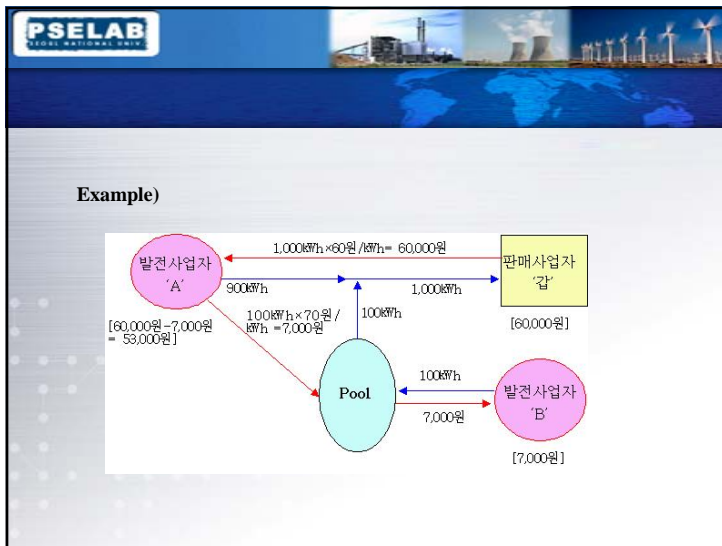 PSELAB
SEOUL NATIONAL UNIV.
Example)
1,000kWh×60원/kWh= 60,000원
발전사업자
'A'
900kWh
1,000kWh
판매사업자
'갑'
[60,000원-7,000원
= 53,000원]
100kWh×70원/
kWh =7,000원
100kWh
[60,000원]
Pool
100kWh
7,000원
발전사업자
'B'
[7,000원]